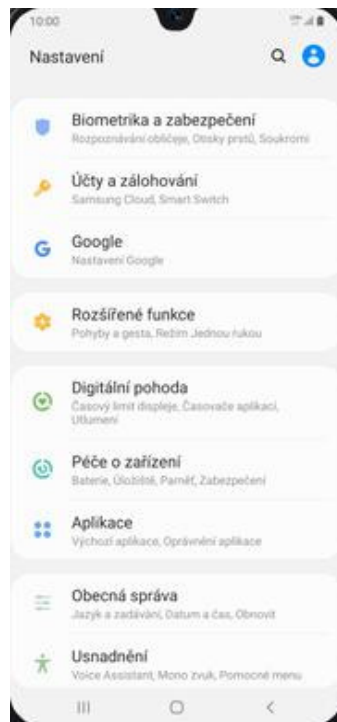 10:00
Nastavení
Biometrika a zabezpečení
Rozpoznávání obličeje, Otisky prstů, Soukromí
Účty a zálohování
Samsung Cloud, Smart Switch
Google
Nastavení Google
Rozšířené funkce
Pohyby a gesta, Režim Jednou rukou
Digitální pohoda
Časový limit displeje, Časovače aplikací,
Utlumení
Péče o zařízení
Baterie, Úložiště, Paměť, Zabezpečení
Aplikace
Výchozí aplikace, Oprávnění aplikace
Obecná správa
Jazyk a zadávání, Datum a čas, Obnovit
Usnadnění
Voice Assistant, Mono zvuk, Pomocné menu